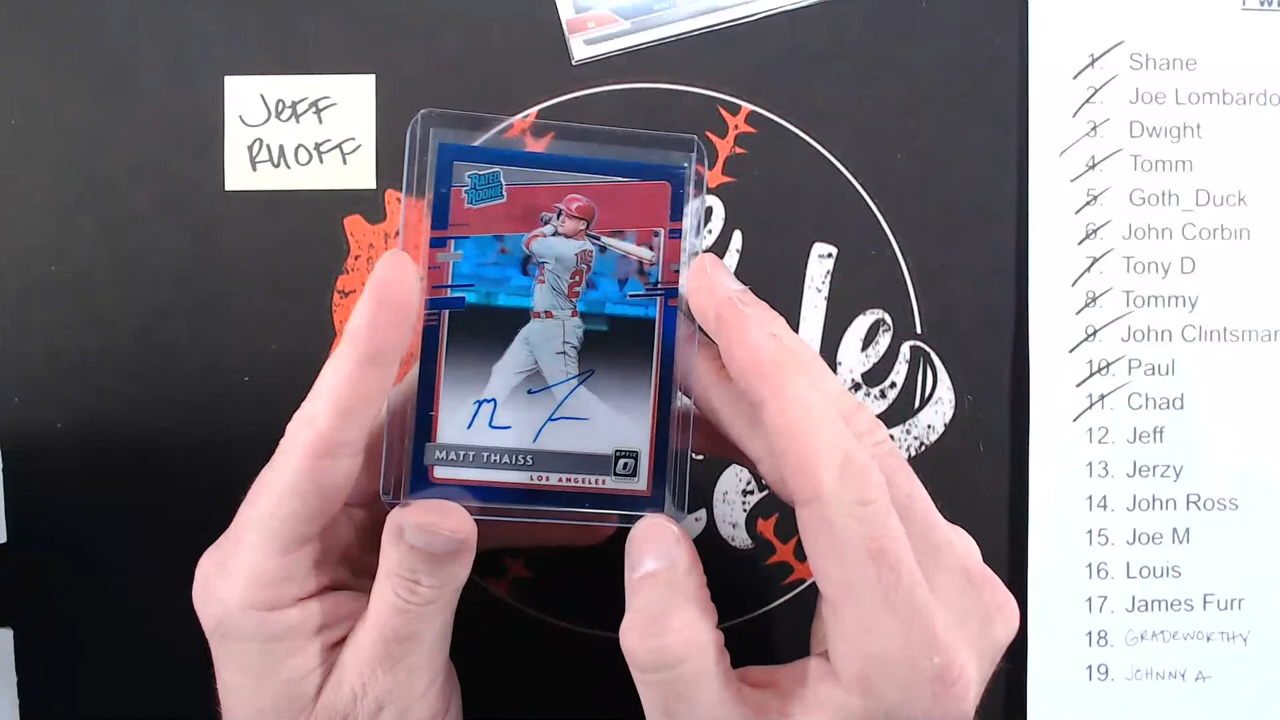 Jeff
Ruoff
RATED
ROOKIE
MATT THAISS
OPTIC
LOS ANGELES
1. Shane
2. Joe Lombardo
3. Dwight
4. Tomm
5. Goth_Duck
6. John Corbin
7. Tony D
8. Tommy
9. John Clintsman
10. Paul
11. Chad
12. Jeff
13. Jerzy
14. John Ross
15. Joe M
16. Louis
17. James Furr
18. GRADEWORTHY
19. JOHNNY A